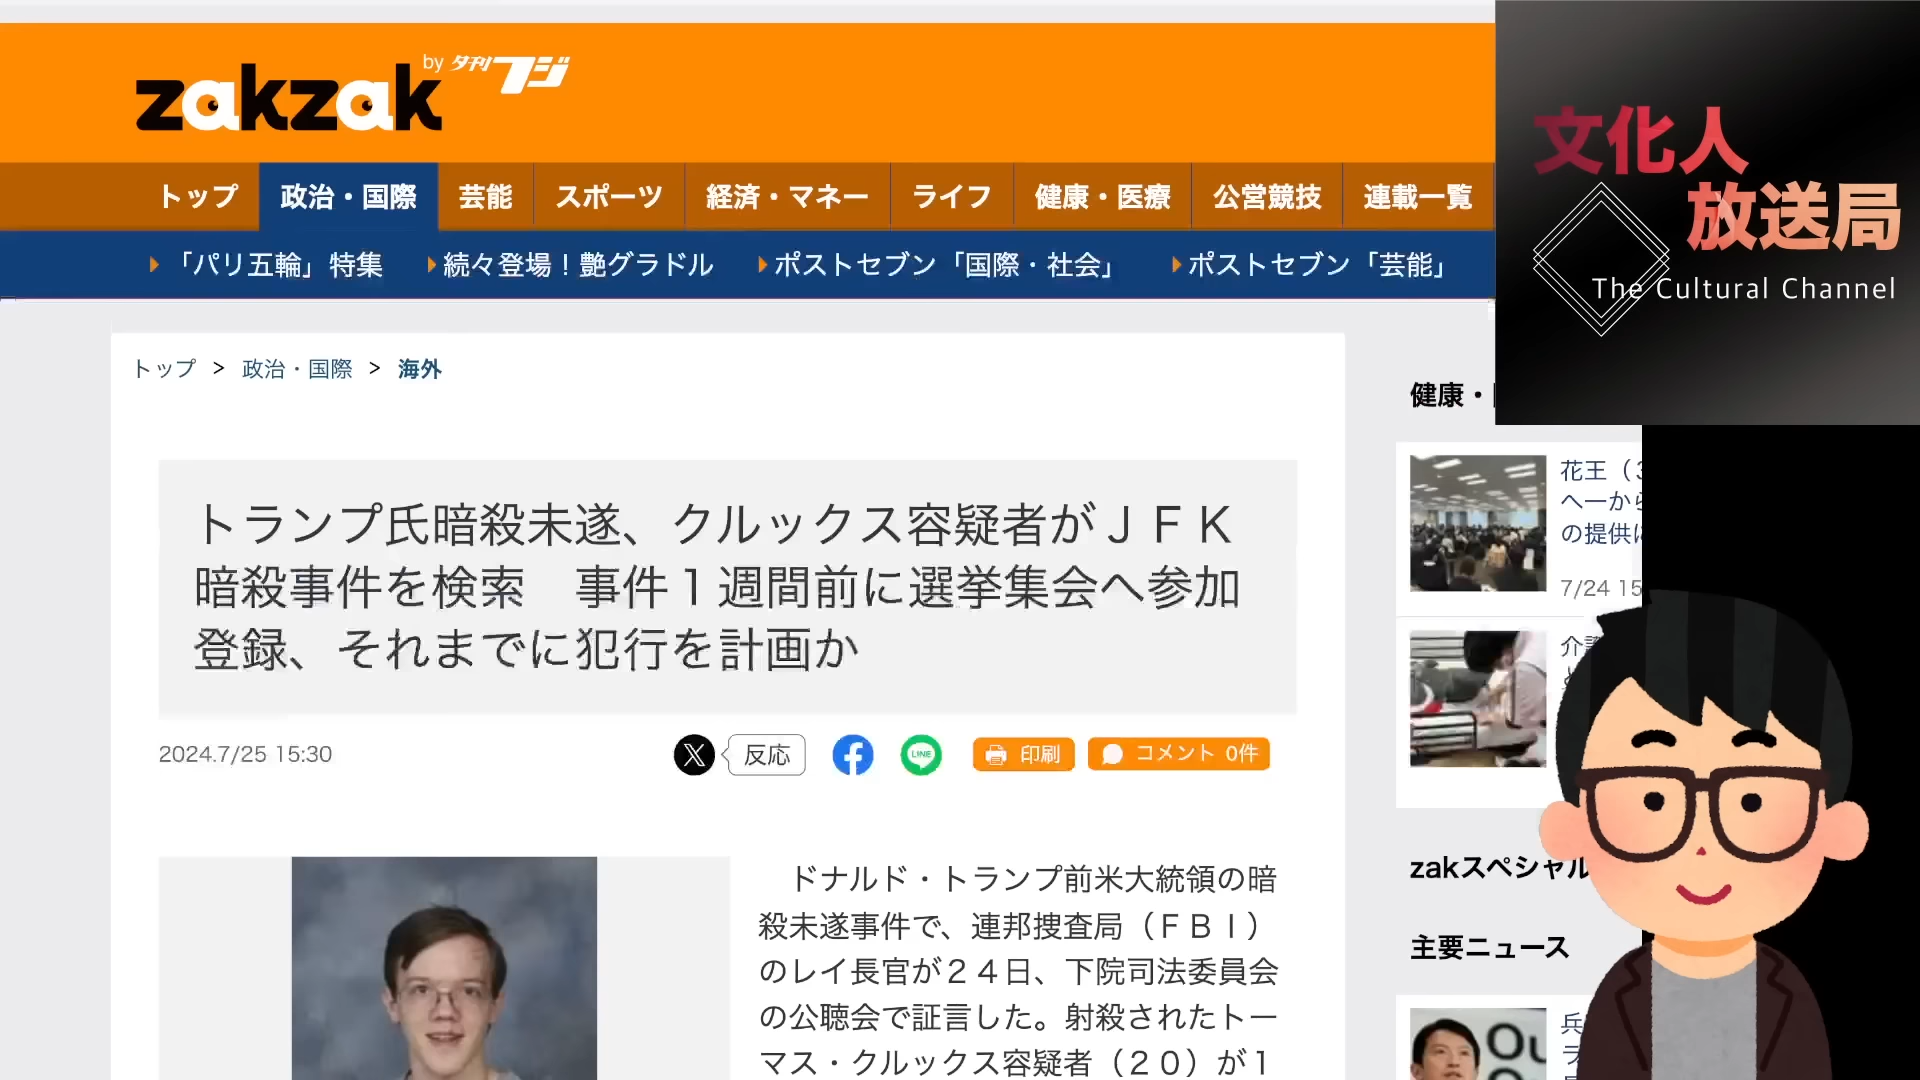 zakzak by 夕刊フジ
トップ 政治・国際 芸能 スポーツ 経済・マネー ライフ 健康・医療 公営競技 連載一覧
「パリ五輪」特集 続々登場！艶グラドル ポストセブン「国際・社会」 ポストセブン「芸能」
文化人
放送局
The Cultural Channel
トップ > 政治・国際 > 海外
トランプ氏暗殺未遂、クルックス容疑者がＪＦＫ
暗殺事件を検索　事件１週間前に選挙集会へ参加
登録、それまでに犯行を計画か
2024.7/25 15:30
反応 LINE 印刷 コメント 0件
ドナルド・トランプ前米大統領の暗
殺未遂事件で、連邦捜査局（ＦＢＩ）
のレイ長官が２４日、下院司法委員会
の公聴会で証言した。射殺されたトー
マス・クルックス容疑者（２０）が１
健康・
花王（
へ―から
の提供に
7/24 15
介護
zakスペシャル
主要ニュース
兵
ラ